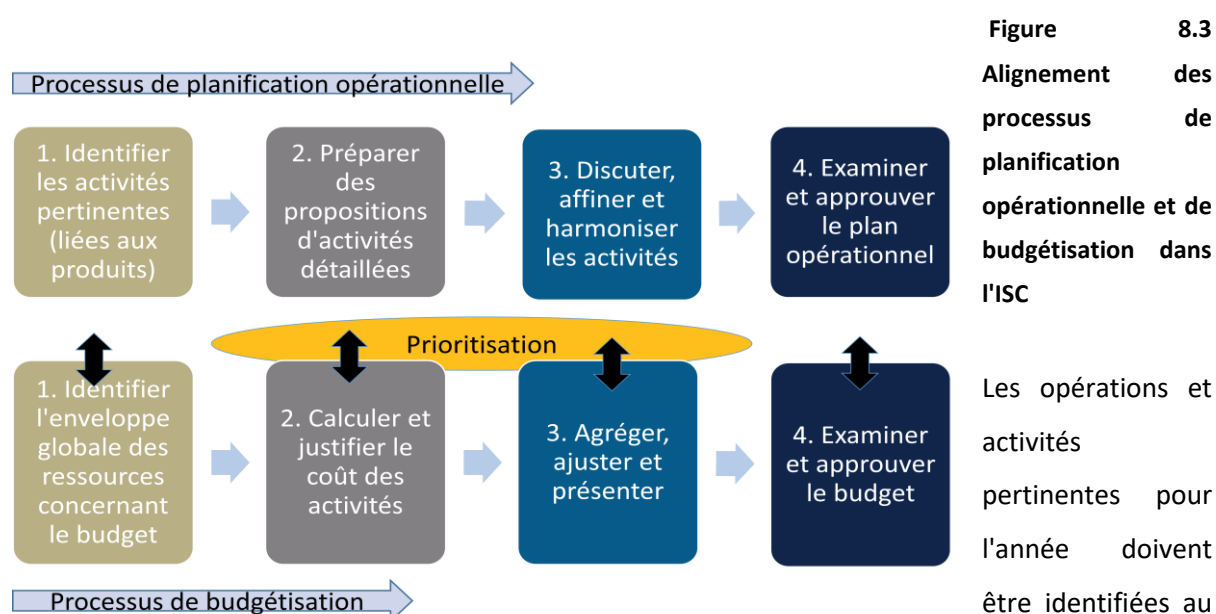 Processus de planification opérationnelle
1. Identifier
les activités
pertinentes
(liées aux
produits)
2. Préparer
des
propositions
d'activités
détaillées
3. Discuter,
affiner et
harmoniser
les activités
4. Examiner
et approuver
le plan
opérationnel
Prioritisation
1. Identifier
l'enveloppe
globale des
ressources
concernant
le budget
2. Calculer et
justifier le
coût des
activités
3. Agréger,
ajuster et
présenter
4. Examiner
et approuver
le budget
Processus de budgétisation
Figure 8.3
Alignement des
processus de
planification
opérationnelle et de
budgétisation dans
l'ISC
Les opérations et
activités
pertinentes pour
l'année doivent
être identifiées au